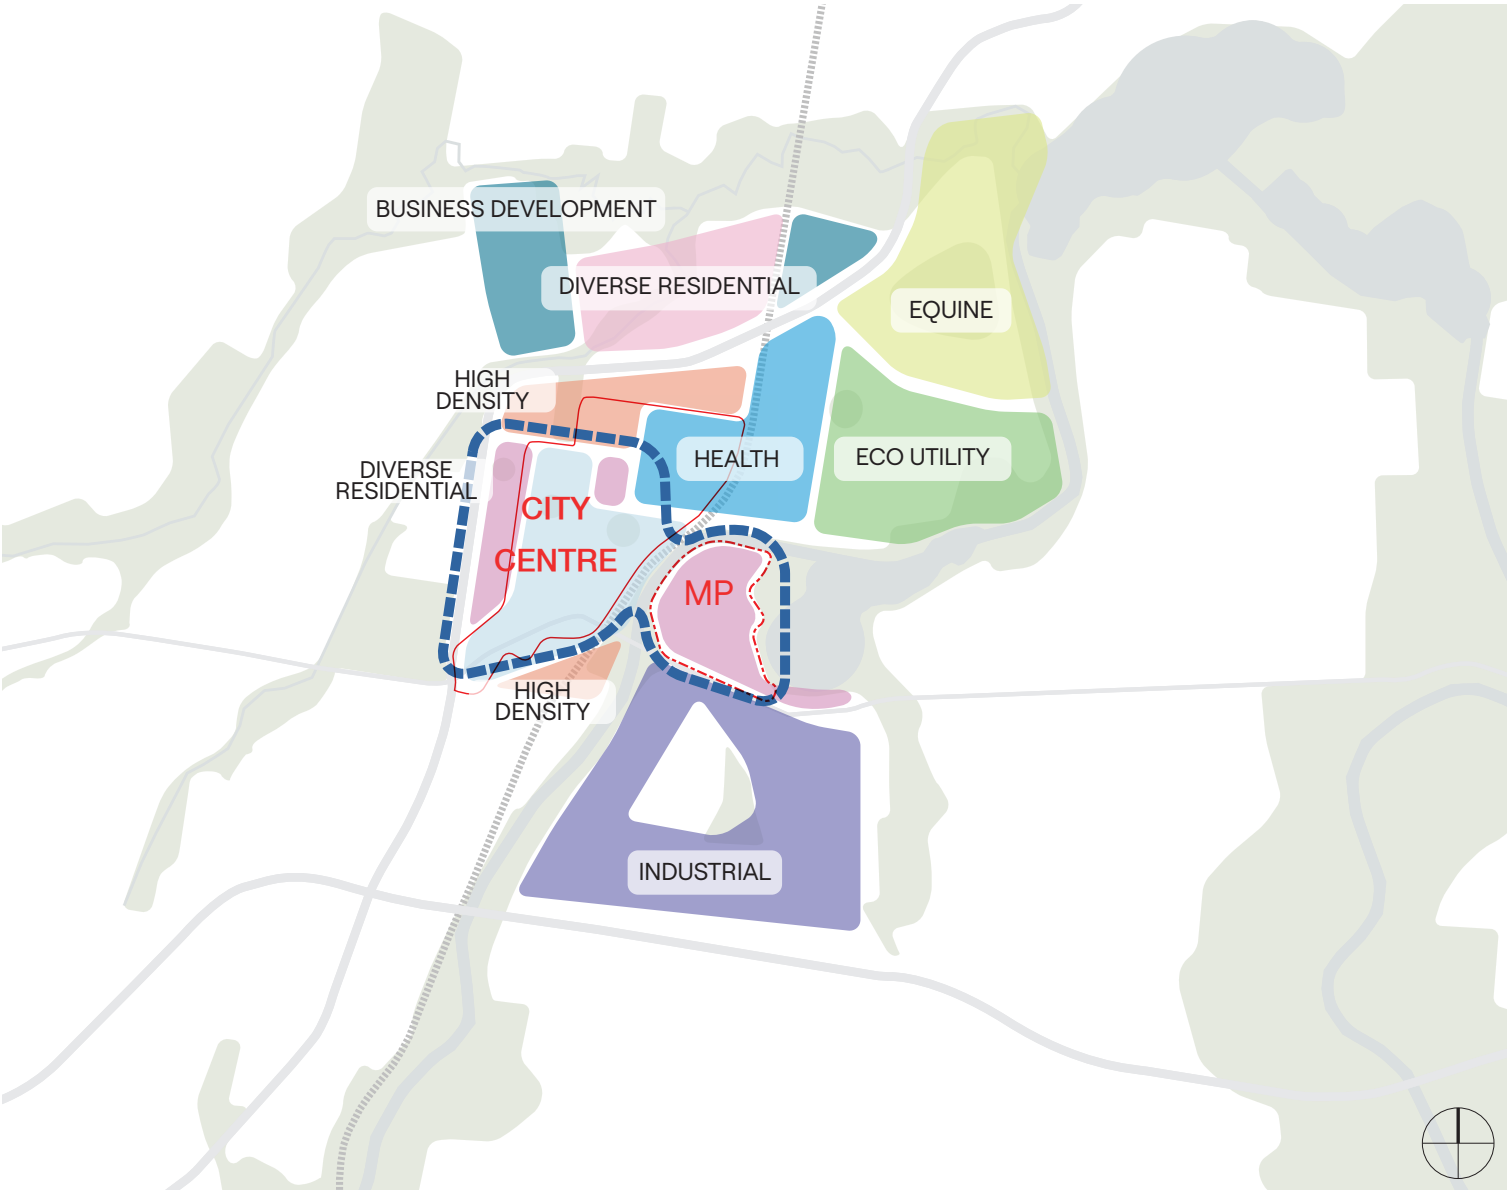 BUSINESS DEVELOPMENT
DIVERSE RESIDENTIAL
EQUINE
HIGH
DENSITY
HEALTH
ECO UTILITY
DIVERSE
RESIDENTIAL
CITY
CENTRE
MP
HIGH
DENSITY
INDUSTRIAL